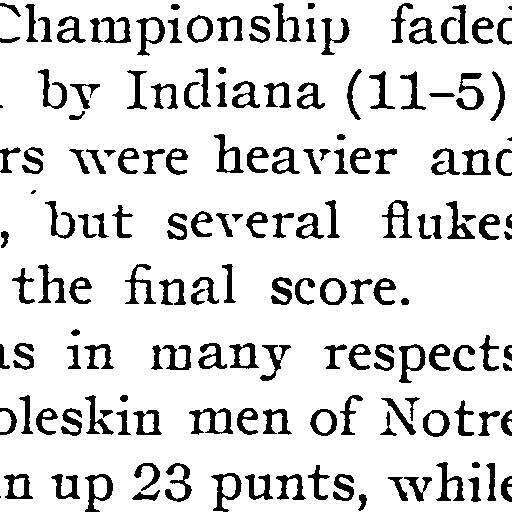 Championship faded
by Indiana (11–5)
rs were heavier and
, but several flukes
the final score.
as in many respects
oleskin men of Notre
n up 23 punts, while